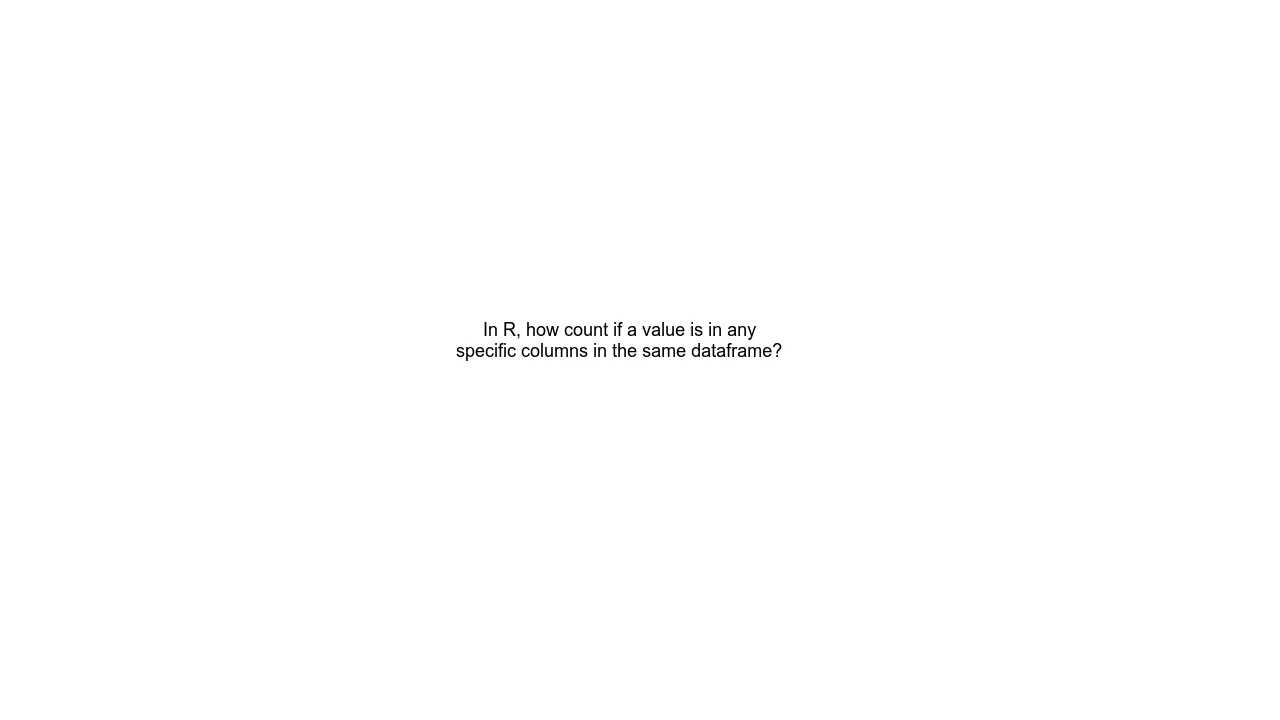 In R, how count if a value is in any
specific columns in the same dataframe?